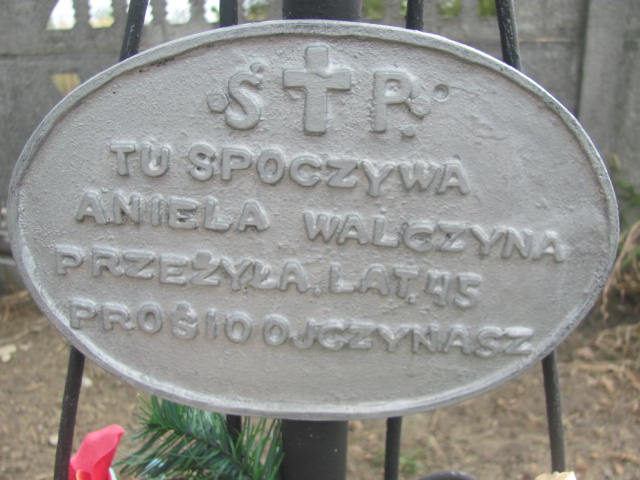 Ś. ✝ P.
TU SPOCZYWA
ANIELA WALCZYNA
PRZEŻYŁA, LAT, 45
PROŚI O OJCZYNASZ